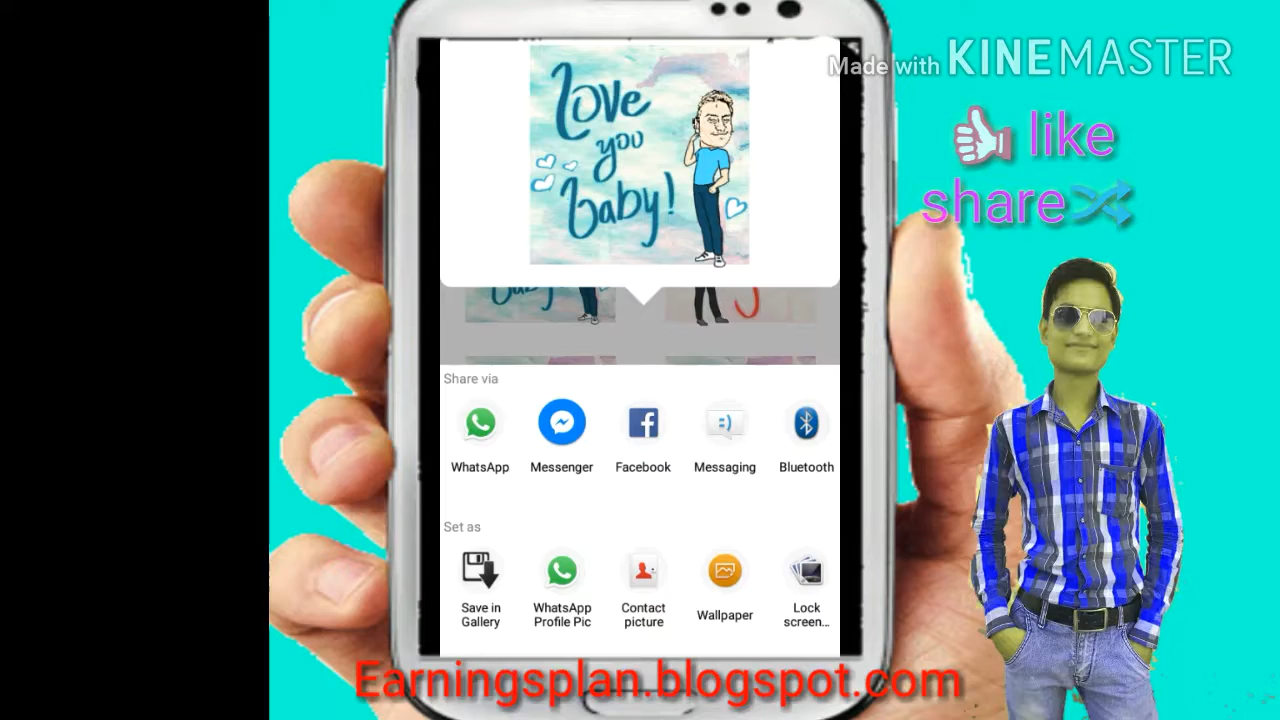 Made with KINEMASTER
like
share
Love
you
baby!
baby
Share via
WhatsApp
Messenger
Facebook
Messaging
Bluetooth
Set as
Save in
Gallery
WhatsApp
Profile Pic
Contact
picture
Wallpaper
Lock
screen...
Earningsplan.blogspot.com